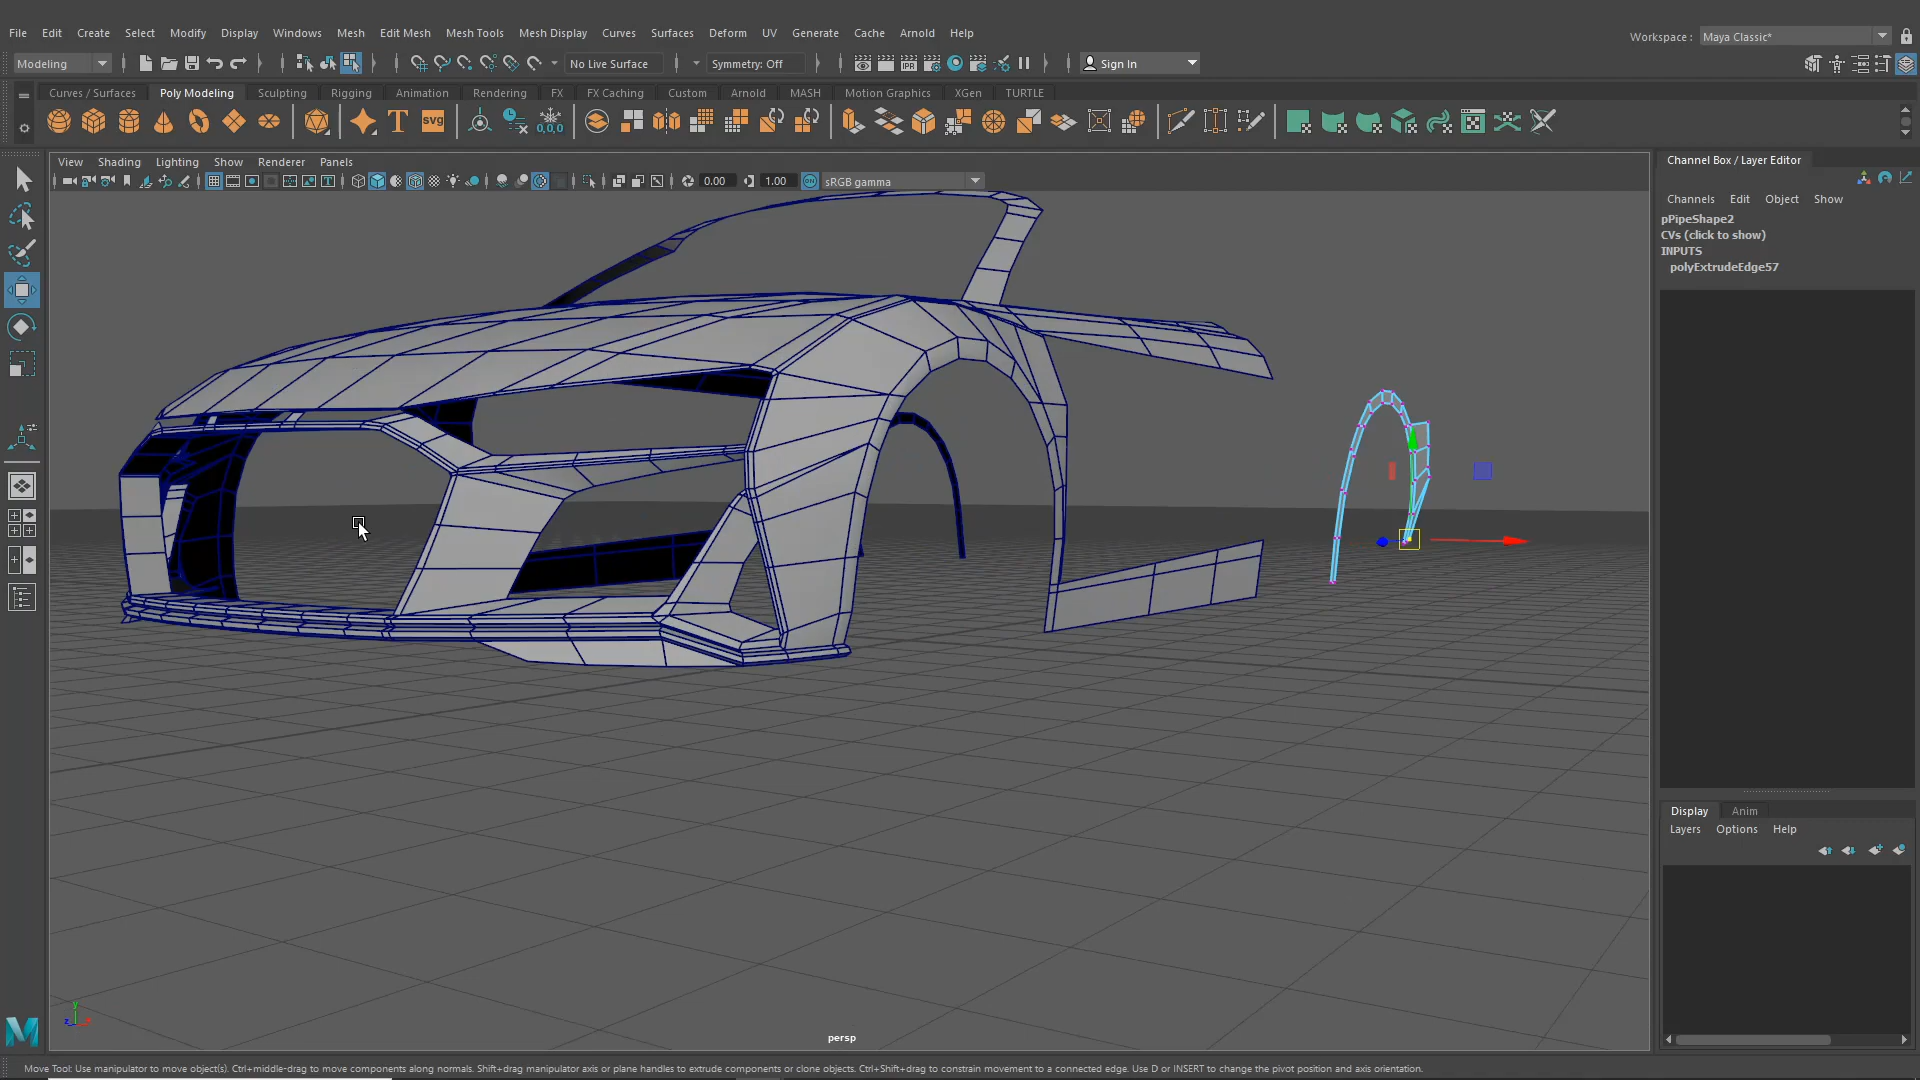 File Edit Create Select Modify Display Windows Mesh Edit Mesh Mesh Tools Mesh Display Curves Surfaces Deform UV Generate Cache Arnold Help
Workspace : Maya Classic*
Modeling No Live Surface Symmetry: Off IPR Sign In
Curves / Surfaces Poly Modeling Sculpting Rigging Animation Rendering FX FX Caching Custom Arnold MASH Motion Graphics XGen TURTLE
T svg 0,0,0
View Shading Lighting Show Renderer Panels
0.00 1.00 ON sRGB gamma
Channel Box / Layer Editor
Channels Edit Object Show
pPipeShape2
CVs (click to show)
INPUTS
polyExtrudeEdge57
Display Anim
Layers Options Help
y
z x
persp
Move Tool: Use manipulator to move object(s). Ctrl+middle-drag to move components along normals. Shift+drag manipulator axis or plane handles to extrude components or clone objects. Ctrl+Shift+drag to constrain movement to a connected edge. Use D or INSERT to change the pivot position and axis orientation.